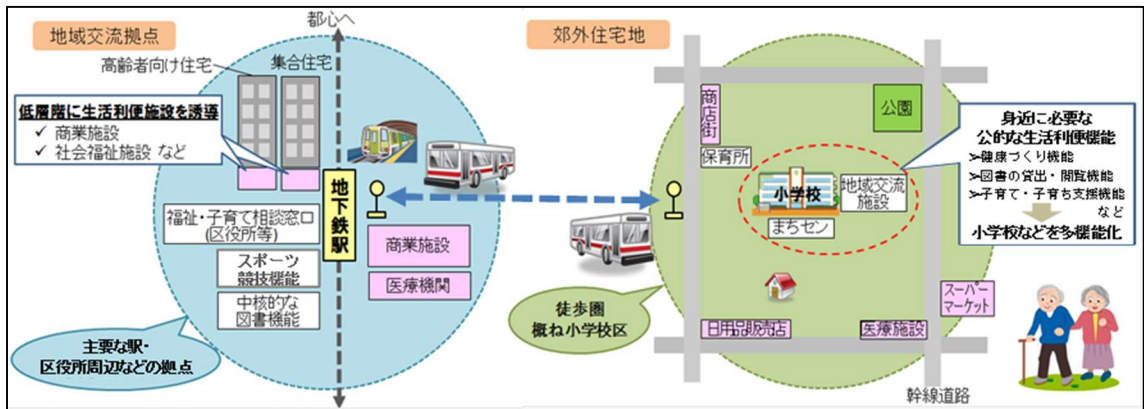 都心へ
地域交流拠点
高齢者向け住宅
集合住宅
低層階に生活利便施設を誘導
✓ 商業施設
✓ 社会福祉施設 など
地下鉄駅
福祉・子育て相談窓口
(区役所等)
スポーツ
競技機能
中核的な
図書機能
商業施設
医療機関
主要な駅・
区役所周辺などの拠点
郊外住宅地
商店街
保育所
公園
小学校
地域交流
施設
まちセン
身近に必要な
公的な生活利便機能
➢健康づくり機能
➢図書の貸出・閲覧機能
➢子育て・子育ち支援機能
など
小学校などを多機能化
徒歩圏
概ね小学校区
日用品販売店
医療施設
スーパー
マーケット
幹線道路